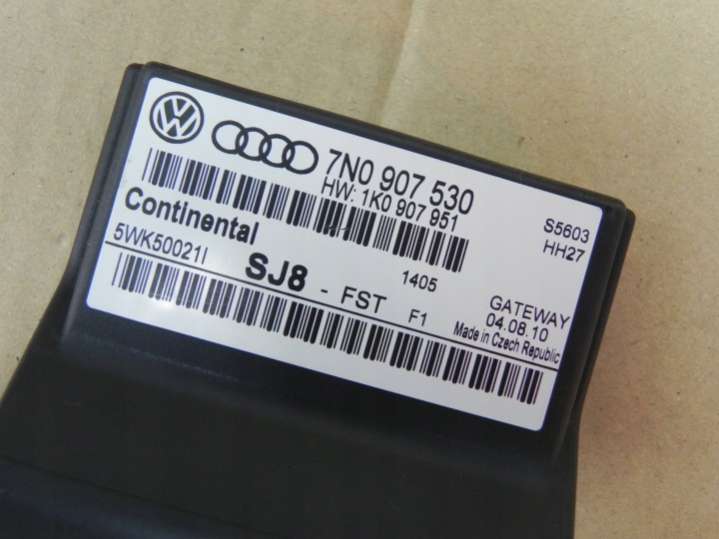 7N0 907 530
HW: 1K0 907 951
Continental
5WK50021I
SJ8 - FST F1
1405
S5603
HH27
GATEWAY
04.08.10
Made in Czech Republic